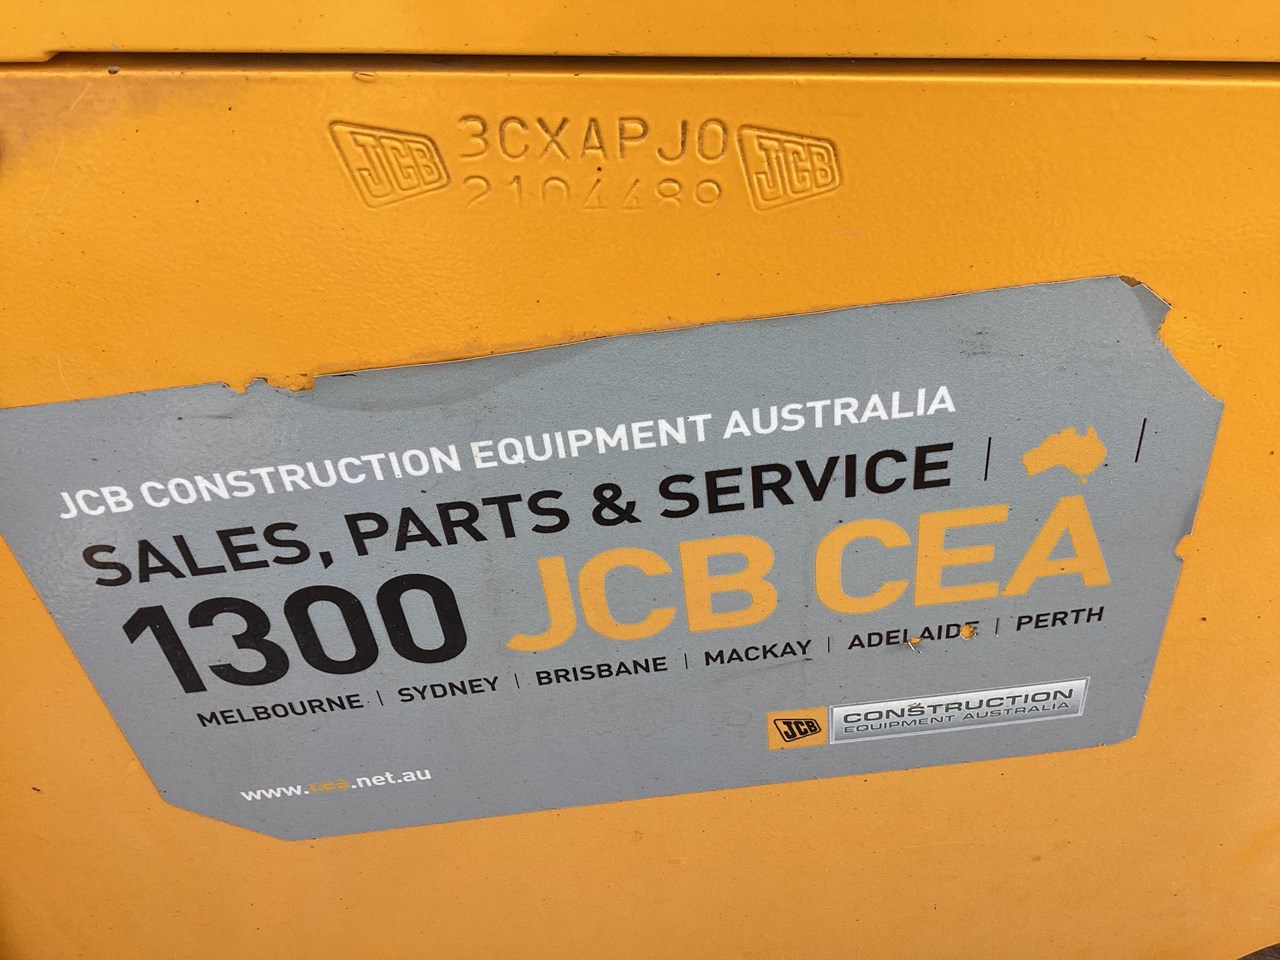 JCB 3CXAPJ0 JCB
2104489
JCB CONSTRUCTION EQUIPMENT AUSTRALIA
SALES, PARTS & SERVICE
1300 JCB CEA
MELBOURNE | SYDNEY | BRISBANE | MACKAY | ADELAIDE | PERTH
JCB CONSTRUCTION
EQUIPMENT AUSTRALIA
www.cea.net.au